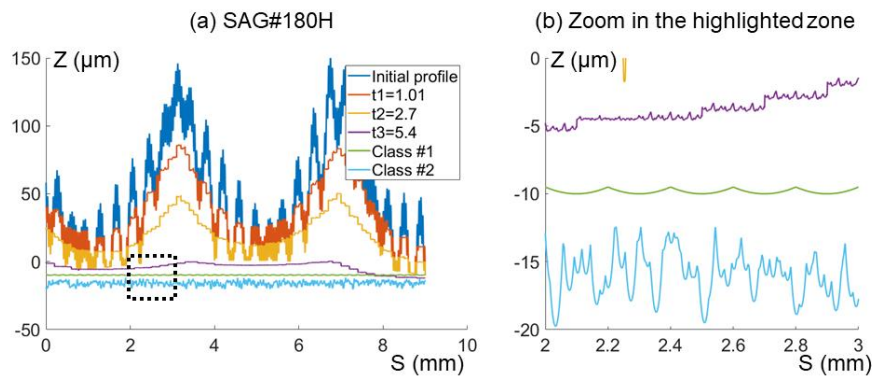 (a) SAG#180H
(b) Zoom in the highlighted zone
Z (µm)
150
100
50
0
-50
0
2
4
6
8
10
S (mm)
Initial profile
t1=1.01
t2=2.7
t3=5.4
Class #1
Class #2
Z (µm)
0
-5
-10
-15
-20
2
2.2
2.4
2.6
2.8
3
S (mm)